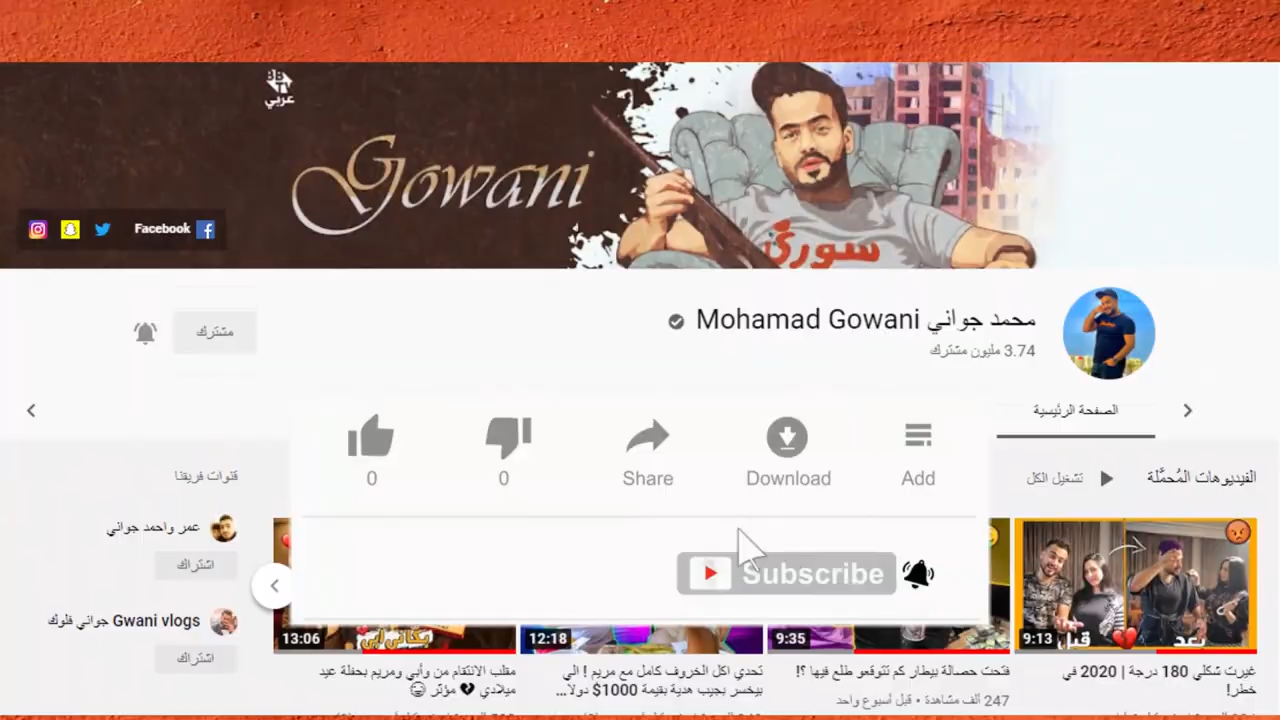 عربي
Gowani
سوري
Facebook
محمد جواني Mohamad Gowani
3.74 مليون مشترك
مشترك
الصفحة الرئيسية
0
0
Share
Download
Add
Subscribe
الفيديوهات المُحمَّلة
تشغيل الكل
قنوات فريقنا
عمر واحمد جواني
اشتراك
Gwani vlogs جواني فلوك
اشتراك
9:13
قبل
بعد
9:35
12:18
13:06
غيرت شكلي 180 درجة | 2020 في
خطر!
فتحت حصالة بيطار كم تتوقعو طلع فيها ؟!
247 ألف مشاهدة • قبل أسبوع واحد
تحدي اكل الخروف كامل مع مريم ! الي
بيخسر بجيب هدية بقيمة 1000$ دولا...
مقلب الانتقام من وأبي ومريم بحفلة عيد
ميلادي 💔 مؤثر